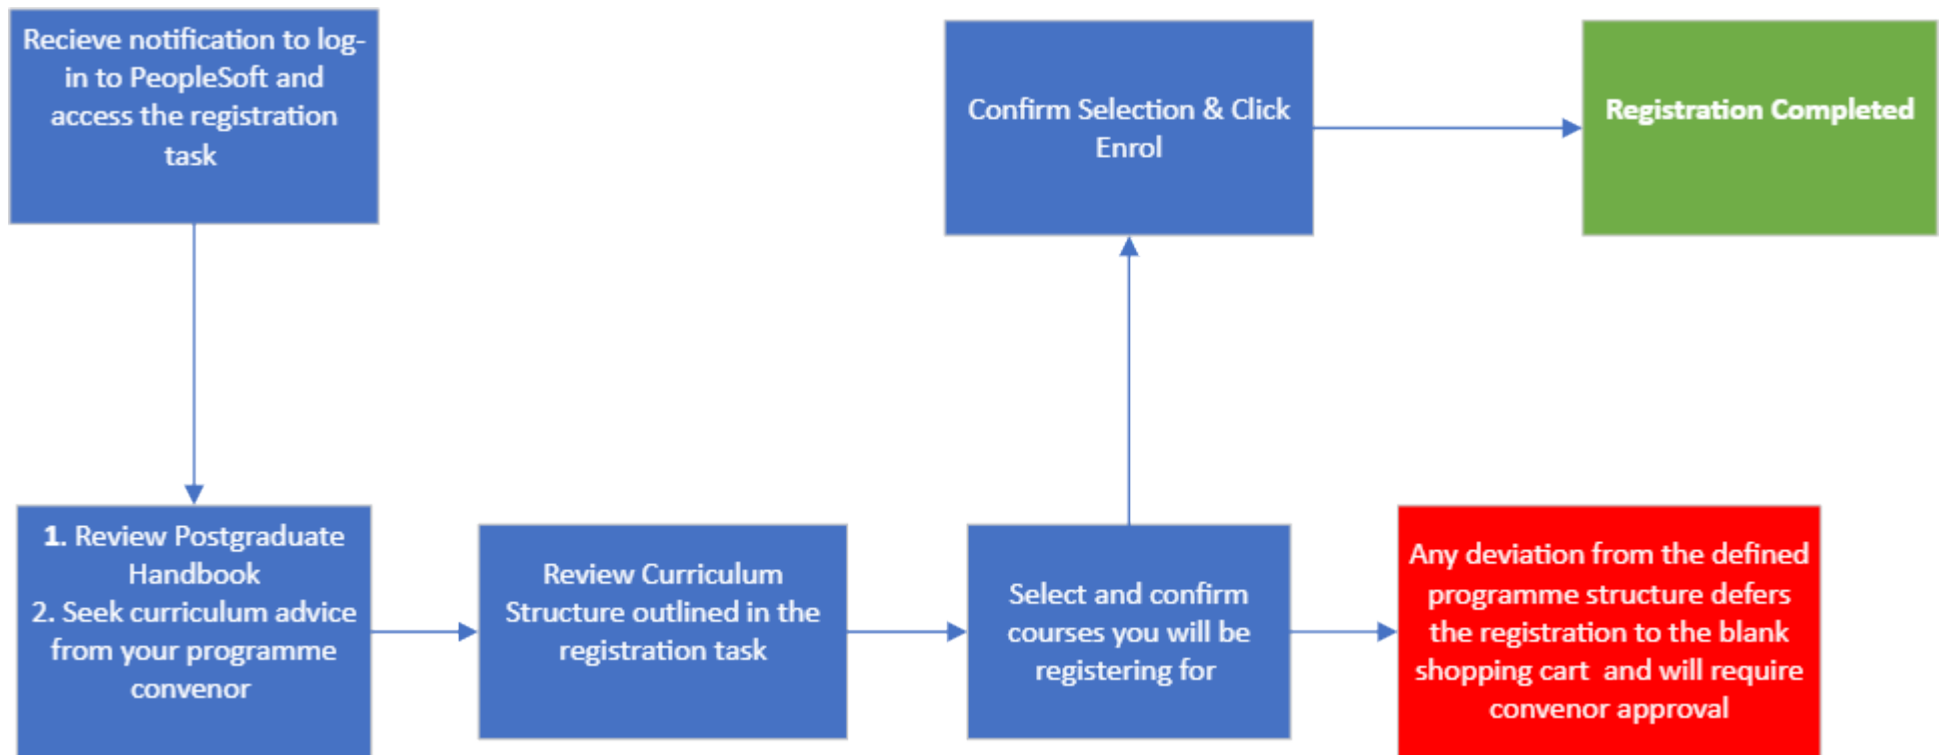 Recieve notification to log-
in to PeopleSoft and
access the registration
task
1. Review Postgraduate
Handbook
2. Seek curriculum advice
from your programme
convenor
Review Curriculum
Structure outlined in the
registration task
Select and confirm
courses you will be
registering for
Confirm Selection & Click
Enrol
Registration Completed
Any deviation from the defined
programme structure defers
the registration to the blank
shopping cart and will require
convenor approval